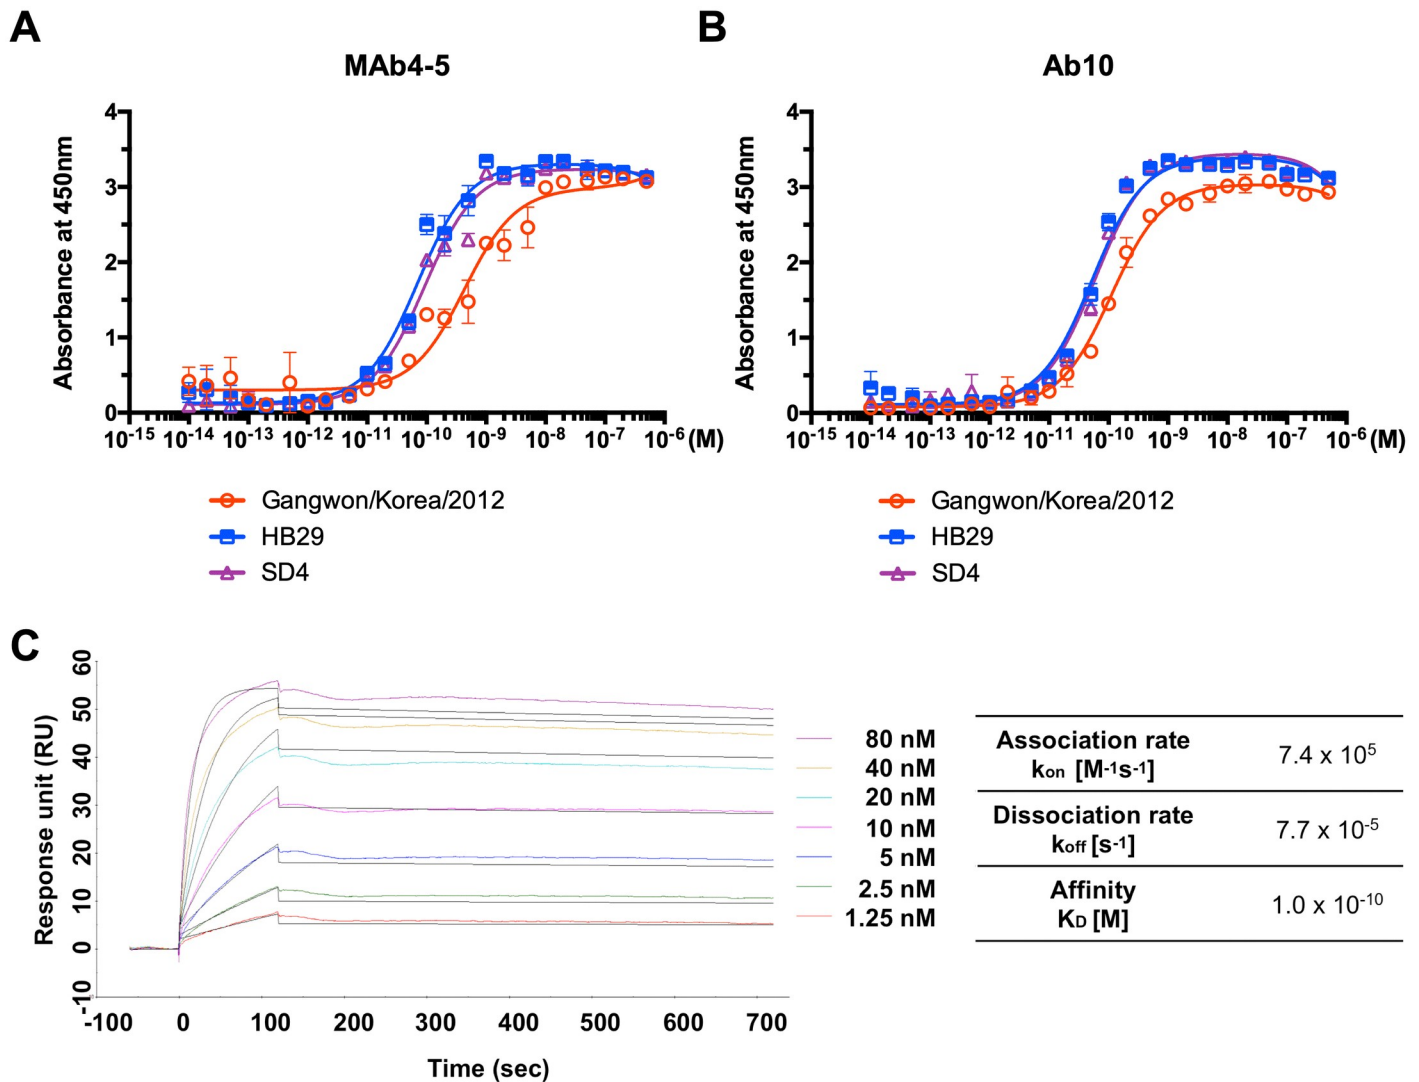 A
MAb4-5
Absorbance at 450nm
4
3
2
1
0
10-15 10-14 10-13 10-12 10-11 10-10 10-9 10-8 10-7 10-6 (M)
Gangwon/Korea/2012
HB29
SD4
B
Ab10
Absorbance at 450nm
4
3
2
1
0
10-15 10-14 10-13 10-12 10-11 10-10 10-9 10-8 10-7 10-6 (M)
Gangwon/Korea/2012
HB29
SD4
C
Response unit (RU)
60
50
40
30
20
10
0
-10
-100 0 100 200 300 400 500 600 700
Time (sec)
80 nM
40 nM
20 nM
10 nM
5 nM
2.5 nM
1.25 nM
Association rate
kon [M-1s-1]
7.4 x 105
Dissociation rate
koff [s-1]
7.7 x 10-5
Affinity
KD [M]
1.0 x 10-10